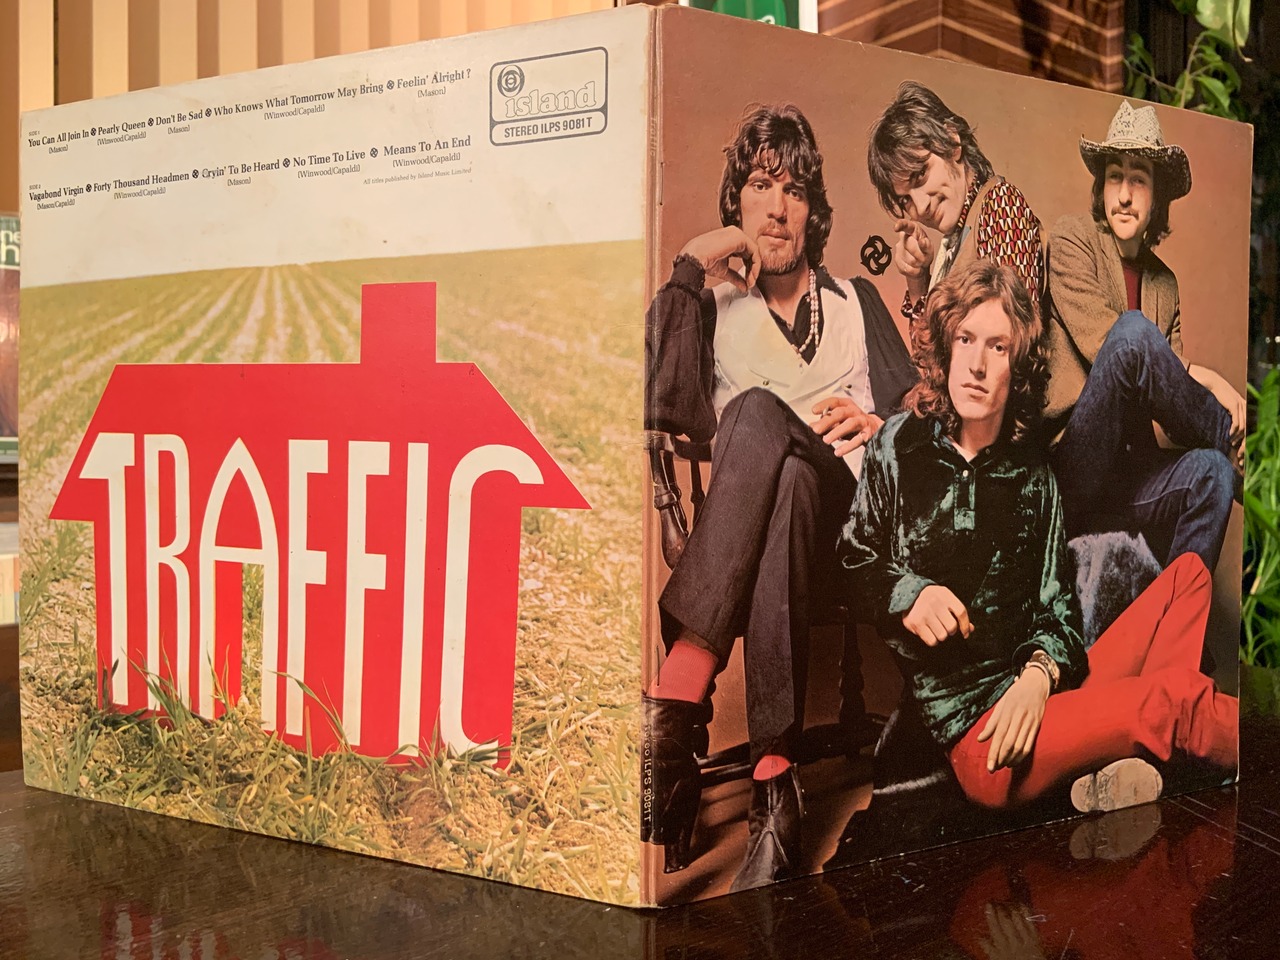 SIDE 1
You Can All Join In ⊗ Pearly Queen ⊗ Don't Be Sad ⊗ Who Knows What Tomorrow May Bring ⊗ Feelin' Alright?
(Mason) (Winwood/Capaldi) (Mason) (Winwood/Capaldi) (Mason)
SIDE 2
Vagabond Virgin ⊗ Forty Thousand Headmen ⊗ Cryin' To Be Heard ⊗ No Time To Live ⊗ Means To An End
(Mason/Capaldi) (Winwood/Capaldi) (Mason) (Winwood/Capaldi) (Winwood/Capaldi)
All titles published by Island Music Limited
island
STEREO ILPS 9081 T
TRAFFIC
ILPS 9081T